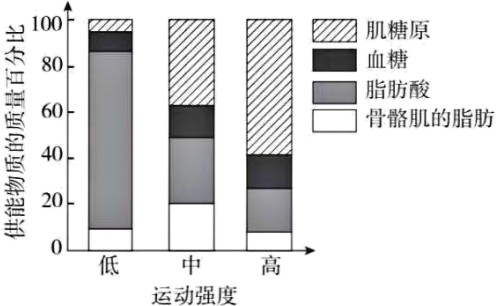 供能物质的质量百分比
100
80
60
40
20
0
低
中
高
运动强度
肌糖原
血糖
脂肪酸
骨骼肌的脂肪